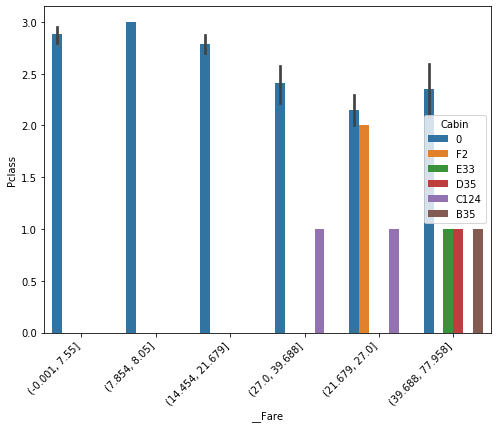 3.0
2.5
2.0
1.5
1.0
0.5
0.0
Pclass
Cabin
0
F2
E33
D35
C124
B35
(-0.001, 7.55]
(7.854, 8.05]
(14.454, 21.679]
(27.0, 39.688]
(21.679, 27.0]
(39.688, 77.958]
__Fare